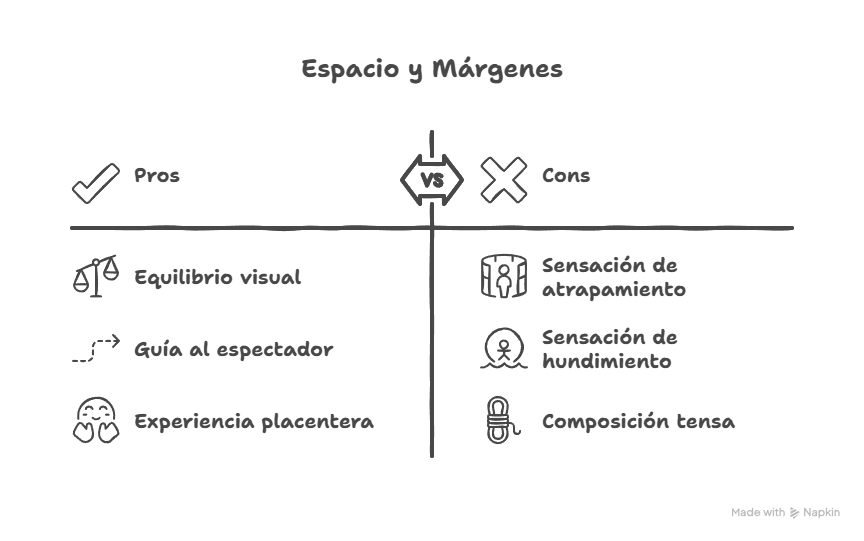 Espacio y Márgenes
Pros
VS
Cons
Equilibrio visual
Sensación de
atrapamiento
Guía al espectador
Sensación de
hundimiento
Experiencia placentera
Composición tensa
Made with Napkin